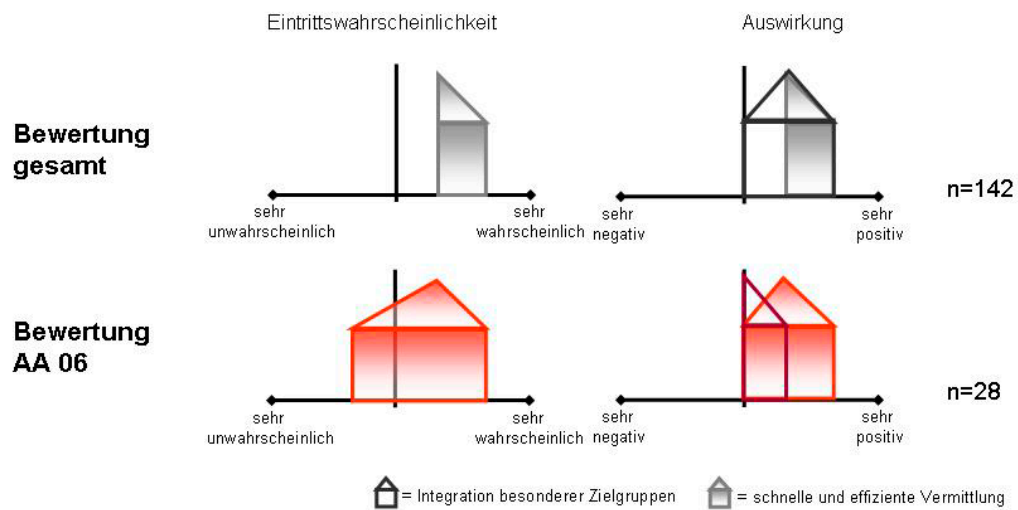 Eintrittswahrscheinlichkeit
Auswirkung
Bewertung
gesamt
sehr
unwahrscheinlich
sehr
wahrscheinlich
sehr
negativ
sehr
positiv
n=142
Bewertung
AA 06
sehr
unwahrscheinlich
sehr
wahrscheinlich
sehr
negativ
sehr
positiv
n=28
= Integration besonderer Zielgruppen
= schnelle und effiziente Vermittlung